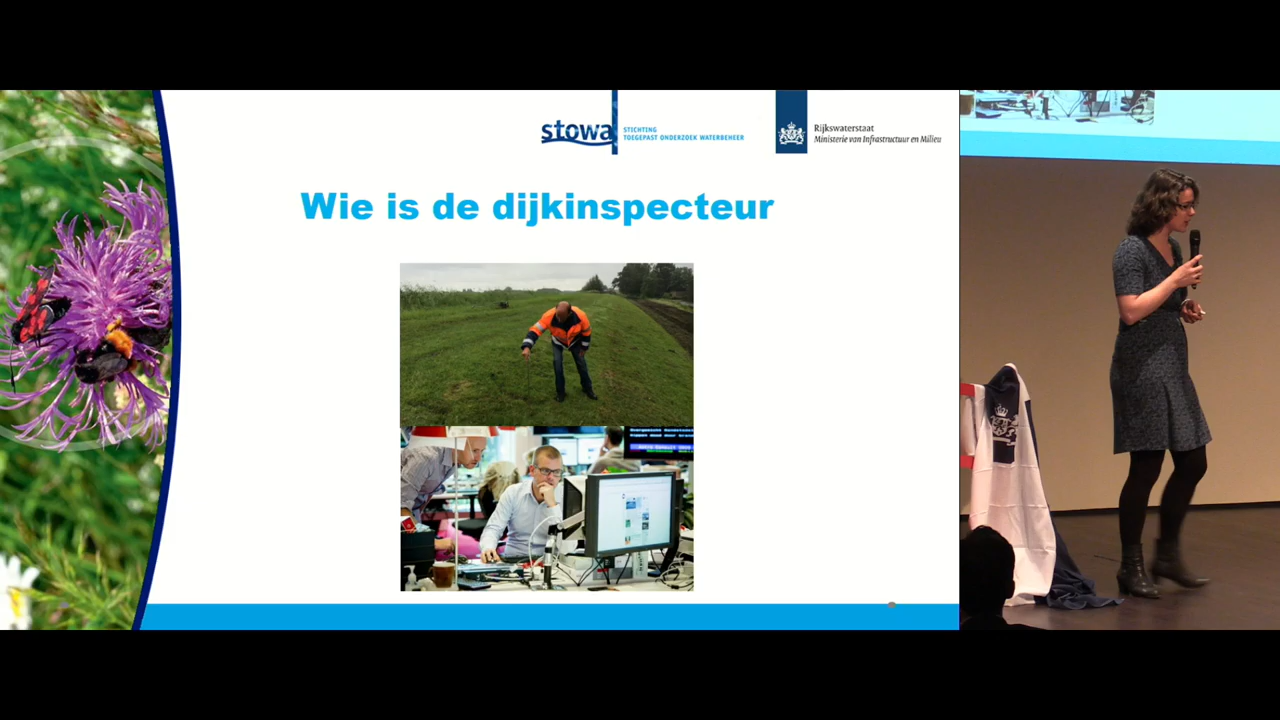 stowa
STICHTING
TOEGEPAST ONDERZOEK WATERBEHEER
Rijkswaterstaat
Ministerie van Infrastructuur en Milieu
Wie is de dijkinspecteur